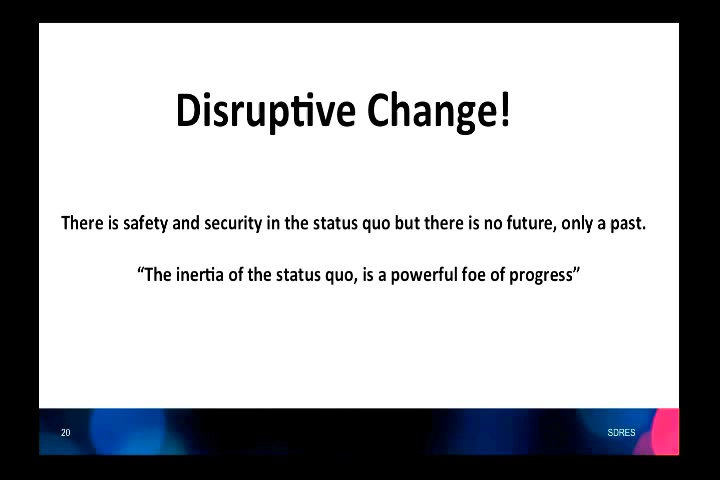 Disruptive Change!
There is safety and security in the status quo but there is no future, only a past.
“The inertia of the status quo, is a powerful foe of progress”
20
SDRES